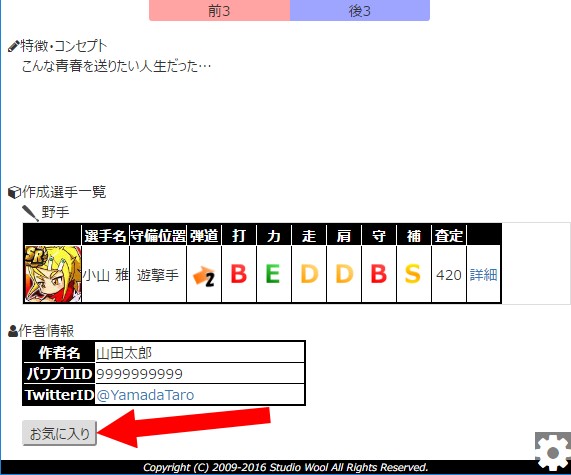 前3 後3
特徴・コンセプト
こんな青春を送りたい人生だった…
作成選手一覧
野手
選手名 守備位置 弾道 打 力 走 肩 守 補 査定
SR 小山 雅 遊撃手 2 B E D D B S 420 詳細
作者情報
作者名 山田太郎
パワプロID 9999999999
TwitterID @YamadaTaro
お気に入り
Copyright (C) 2009-2016 Studio Wool All Rights Reserved.